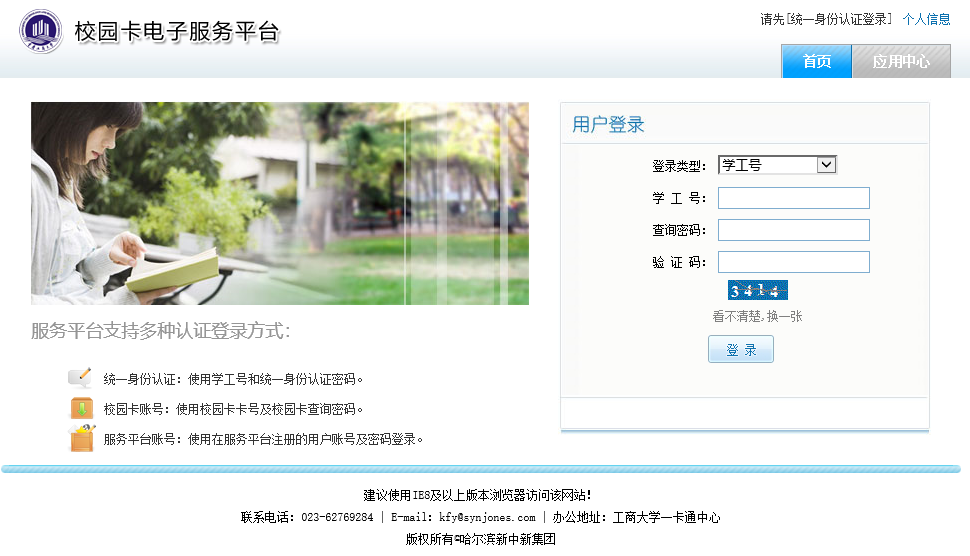 校园卡电子服务平台
请先[统一身份认证登录] 个人信息
首页 应用中心
用户登录
登录类型: 学工号
学 工 号:
查询密码:
验 证 码:
3414
看不清楚,换一张
登 录
服务平台支持多种认证登录方式:
统一身份认证: 使用学工号和统一身份认证密码。
校园卡账号: 使用校园卡卡号及校园卡查询密码。
服务平台账号: 使用在服务平台注册的用户账号及密码登录。
建议使用IE8及以上版本浏览器访问该网站!
联系电话: 023-62769284 | E-mail: kfy@synjones.com | 办公地址: 工商大学一卡通中心
版权所有©哈尔滨新中新集团